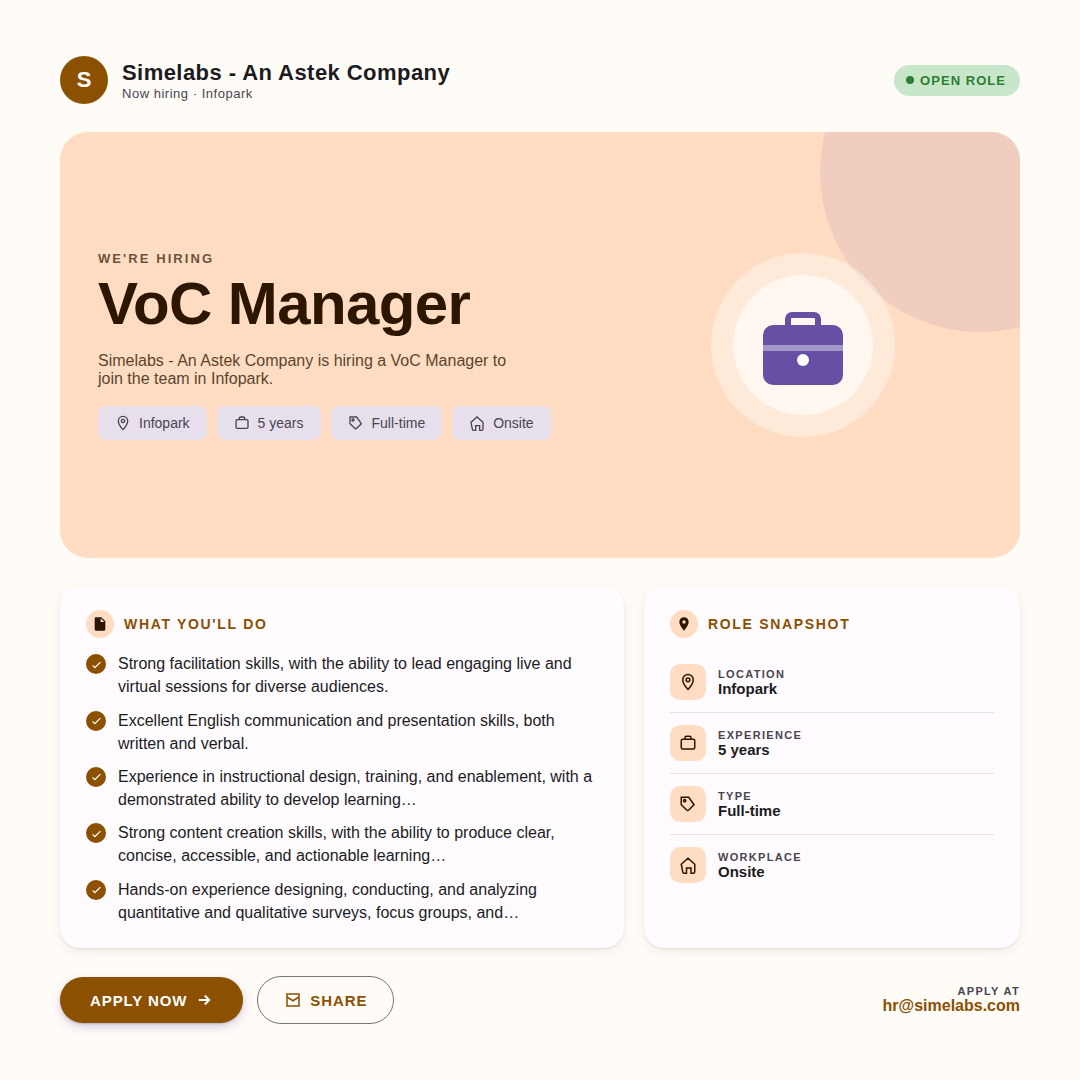 S
Simelabs - An Astek Company
Now hiring · Infopark
OPEN ROLE
WE'RE HIRING
VoC Manager
Simelabs - An Astek Company is hiring a VoC Manager to
join the team in Infopark.
Infopark
5 years
Full-time
Onsite
WHAT YOU'LL DO
Strong facilitation skills, with the ability to lead engaging live and
virtual sessions for diverse audiences.
Excellent English communication and presentation skills, both
written and verbal.
Experience in instructional design, training, and enablement, with a
demonstrated ability to develop learning…
Strong content creation skills, with the ability to produce clear,
concise, accessible, and actionable learning…
Hands-on experience designing, conducting, and analyzing
quantitative and qualitative surveys, focus groups, and…
ROLE SNAPSHOT
LOCATION
Infopark
EXPERIENCE
5 years
TYPE
Full-time
WORKPLACE
Onsite
APPLY NOW
SHARE
APPLY AT
hr@simelabs.com